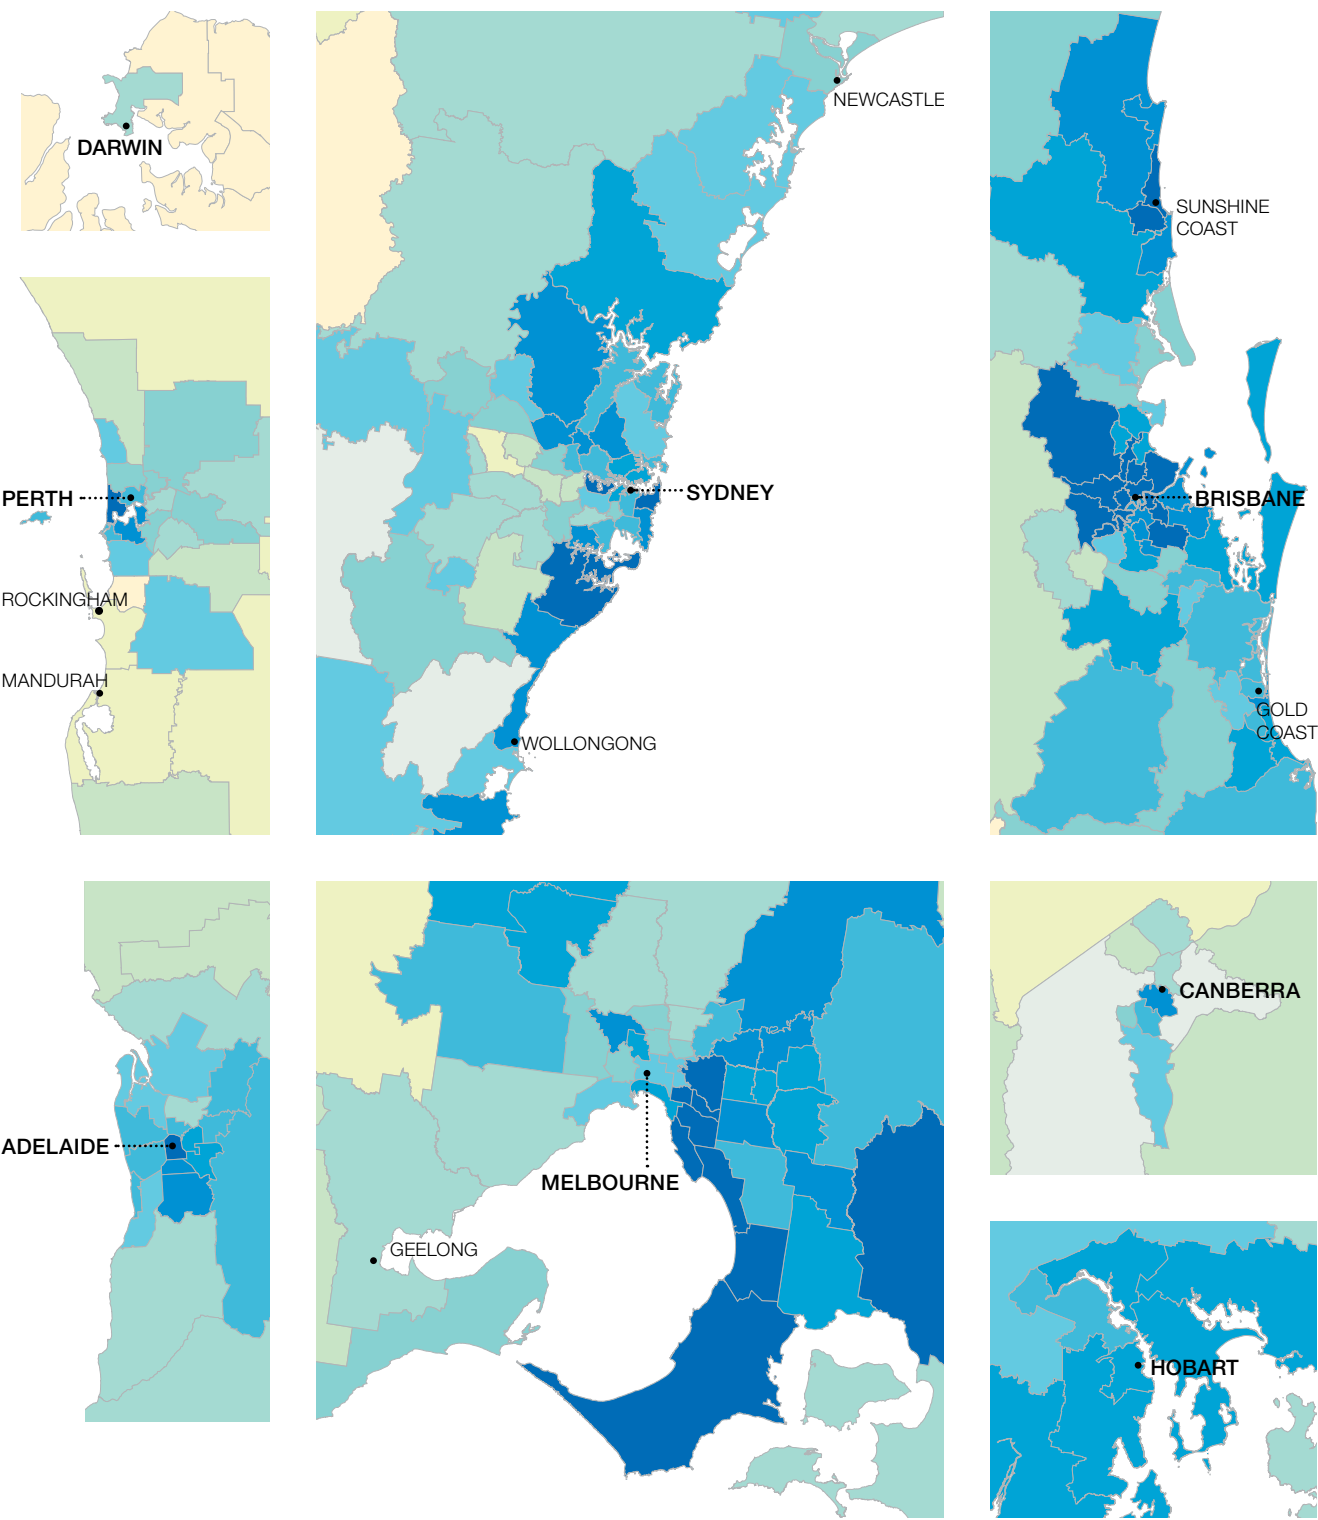 DARWIN
NEWCASTLE
SUNSHINE
COAST
PERTH
SYDNEY
BRISBANE
ROCKINGHAM
MANDURAH
GOLD
COAST
WOLLONGONG
CANBERRA
ADELAIDE
MELBOURNE
GEELONG
HOBART